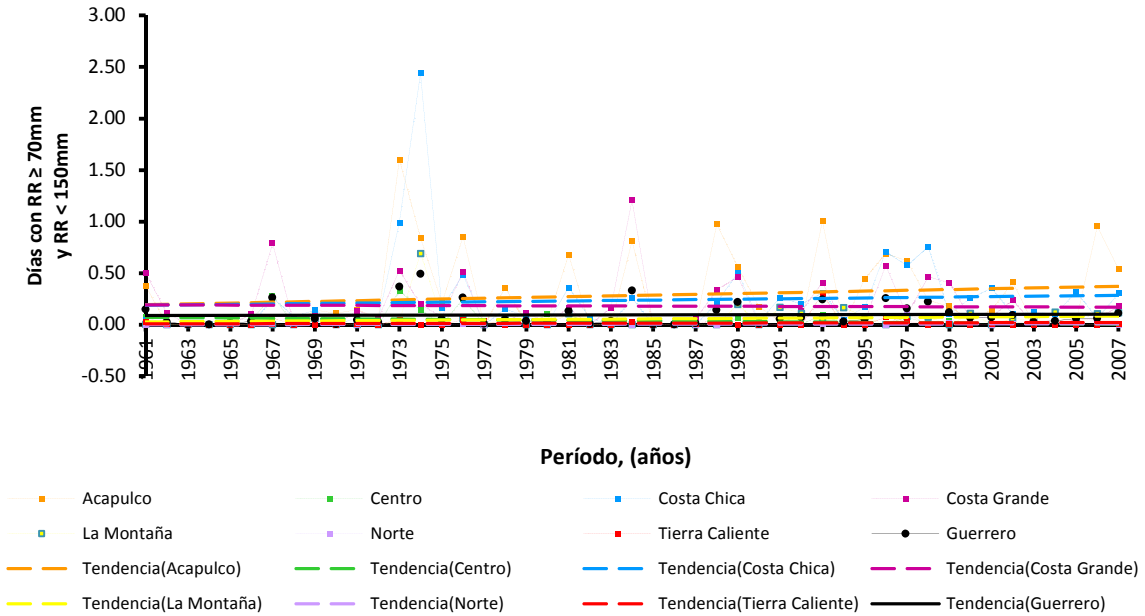 3.00
2.50
2.00
1.50
1.00
0.50
0.00
-0.50
Días con RR ≥ 70mm
y RR < 150mm
1961
1963
1965
1967
1969
1971
1973
1975
1977
1979
1981
1983
1985
1987
1989
1991
1993
1995
1997
1999
2001
2003
2005
2007
Período, (años)
Acapulco
Centro
Costa Chica
Costa Grande
La Montaña
Norte
Tierra Caliente
Guerrero
Tendencia(Acapulco)
Tendencia(Centro)
Tendencia(Costa Chica)
Tendencia(Costa Grande)
Tendencia(La Montaña)
Tendencia(Norte)
Tendencia(Tierra Caliente)
Tendencia(Guerrero)